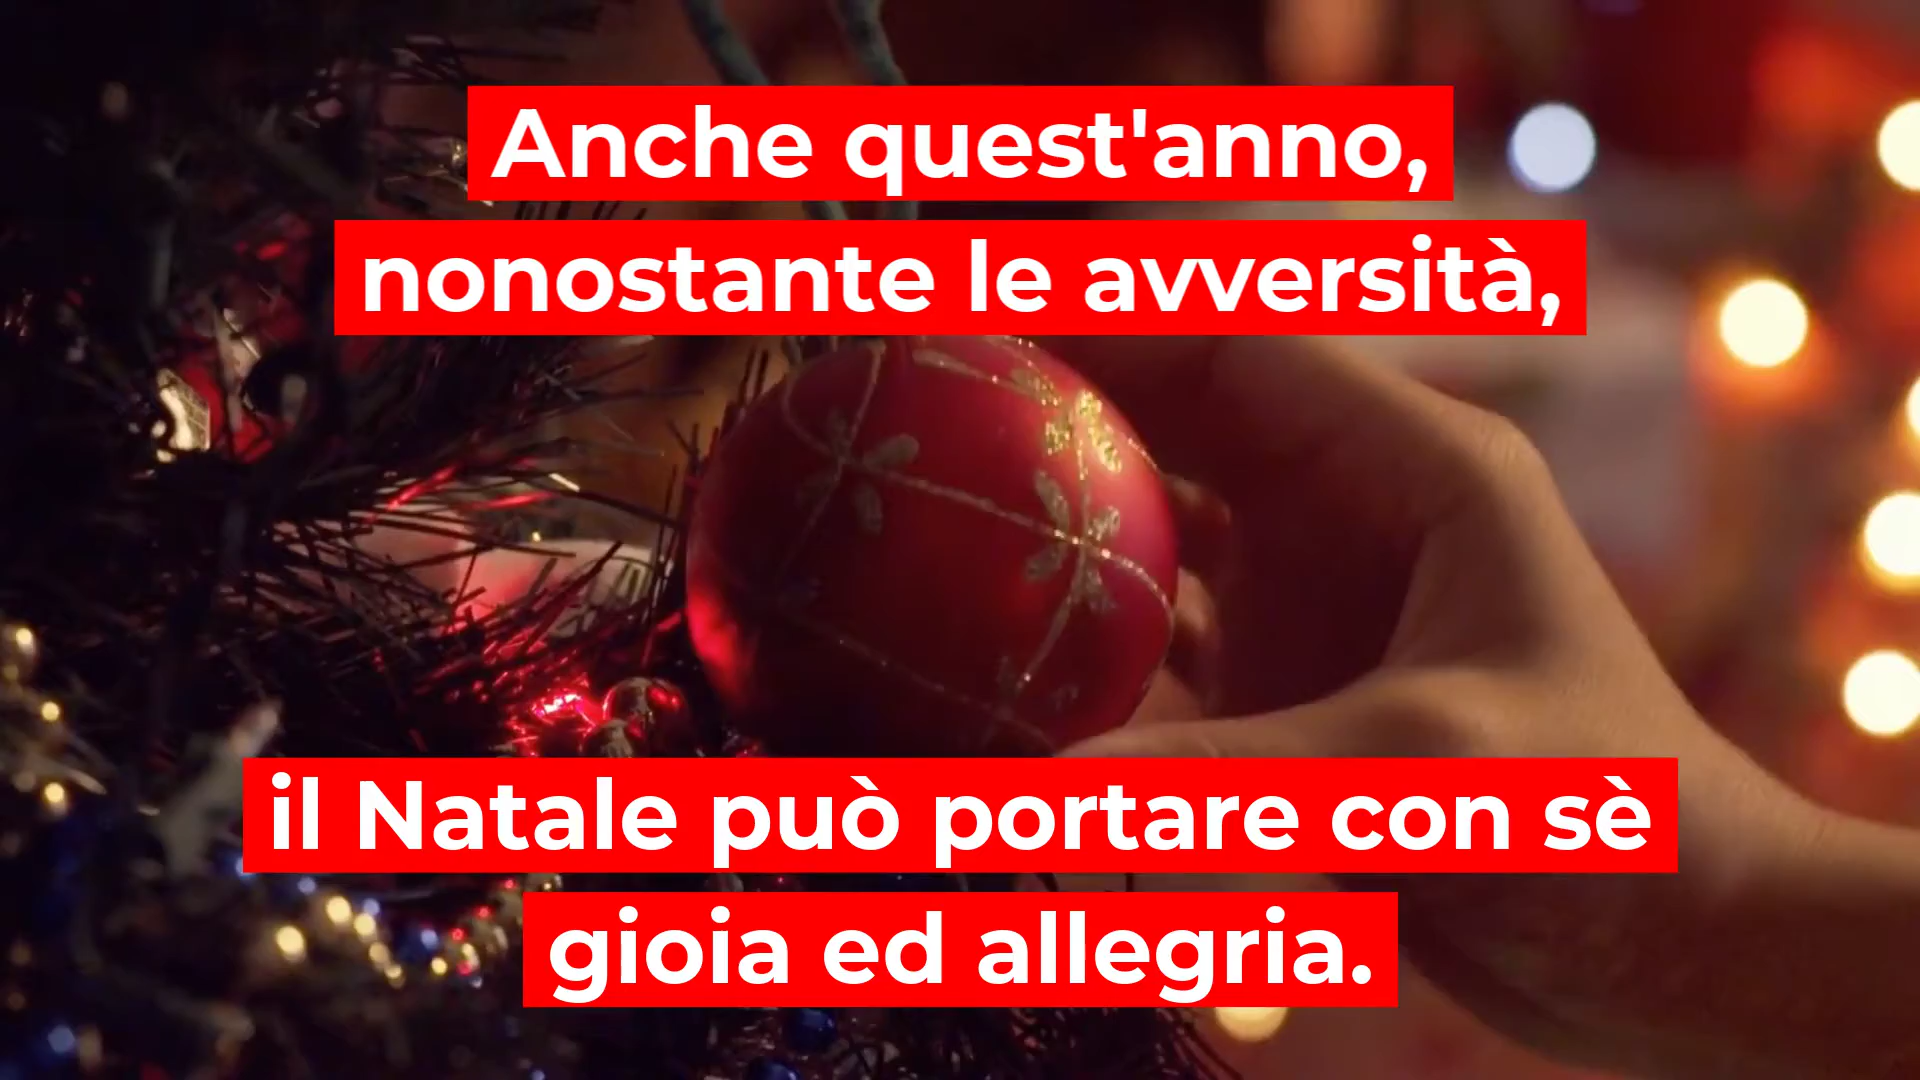 Anche quest'anno,
nonostante le avversità,
il Natale può portare con sè
gioia ed allegria.